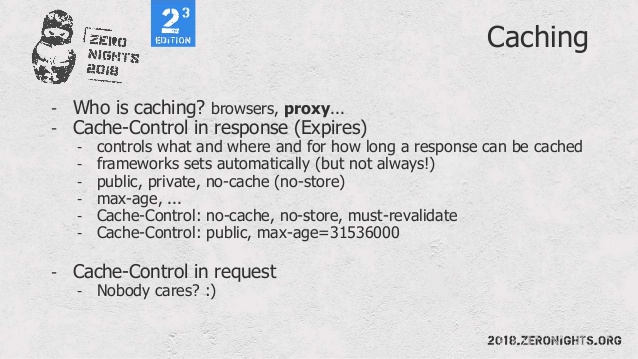 ZERO
NIGHTS
2018
2³
EDITION
Caching
- Who is caching? browsers, proxy...
- Cache-Control in response (Expires)
- controls what and where and for how long a response can be cached
- frameworks sets automatically (but not always!)
- public, private, no-cache (no-store)
- max-age, ...
- Cache-Control: no-cache, no-store, must-revalidate
- Cache-Control: public, max-age=31536000
- Cache-Control in request
- Nobody cares? :)
2018.ZERONIGHTS.ORG